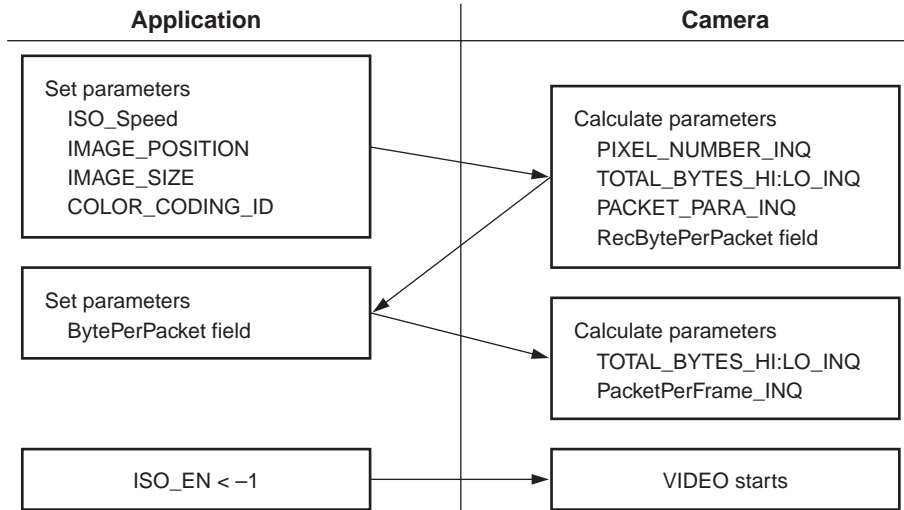 Application
Camera
Set parameters
ISO_Speed
IMAGE_POSITION
IMAGE_SIZE
COLOR_CODING_ID
Calculate parameters
PIXEL_NUMBER_INQ
TOTAL_BYTES_HI:LO_INQ
PACKET_PARA_INQ
RecBytePerPacket field
Set parameters
BytePerPacket field
Calculate parameters
TOTAL_BYTES_HI:LO_INQ
PacketPerFrame_INQ
ISO_EN < –1
VIDEO starts